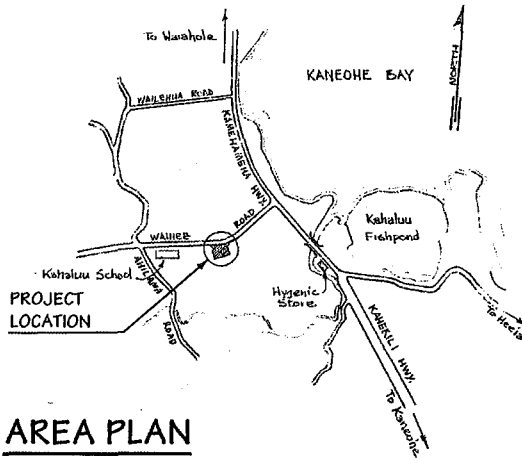 To Waiahole
KANEOHE BAY
NORTH
WAILEHUA ROAD
KAMEHAMEHA HWY.
WAIHEE ROAD
Kahaluu Fishpond
Kahaluu School
AHILAMA ROAD
PROJECT
LOCATION
Hygenic
Store
KAHEKILI HWY.
To Heeia
To Kaneohe
AREA PLAN